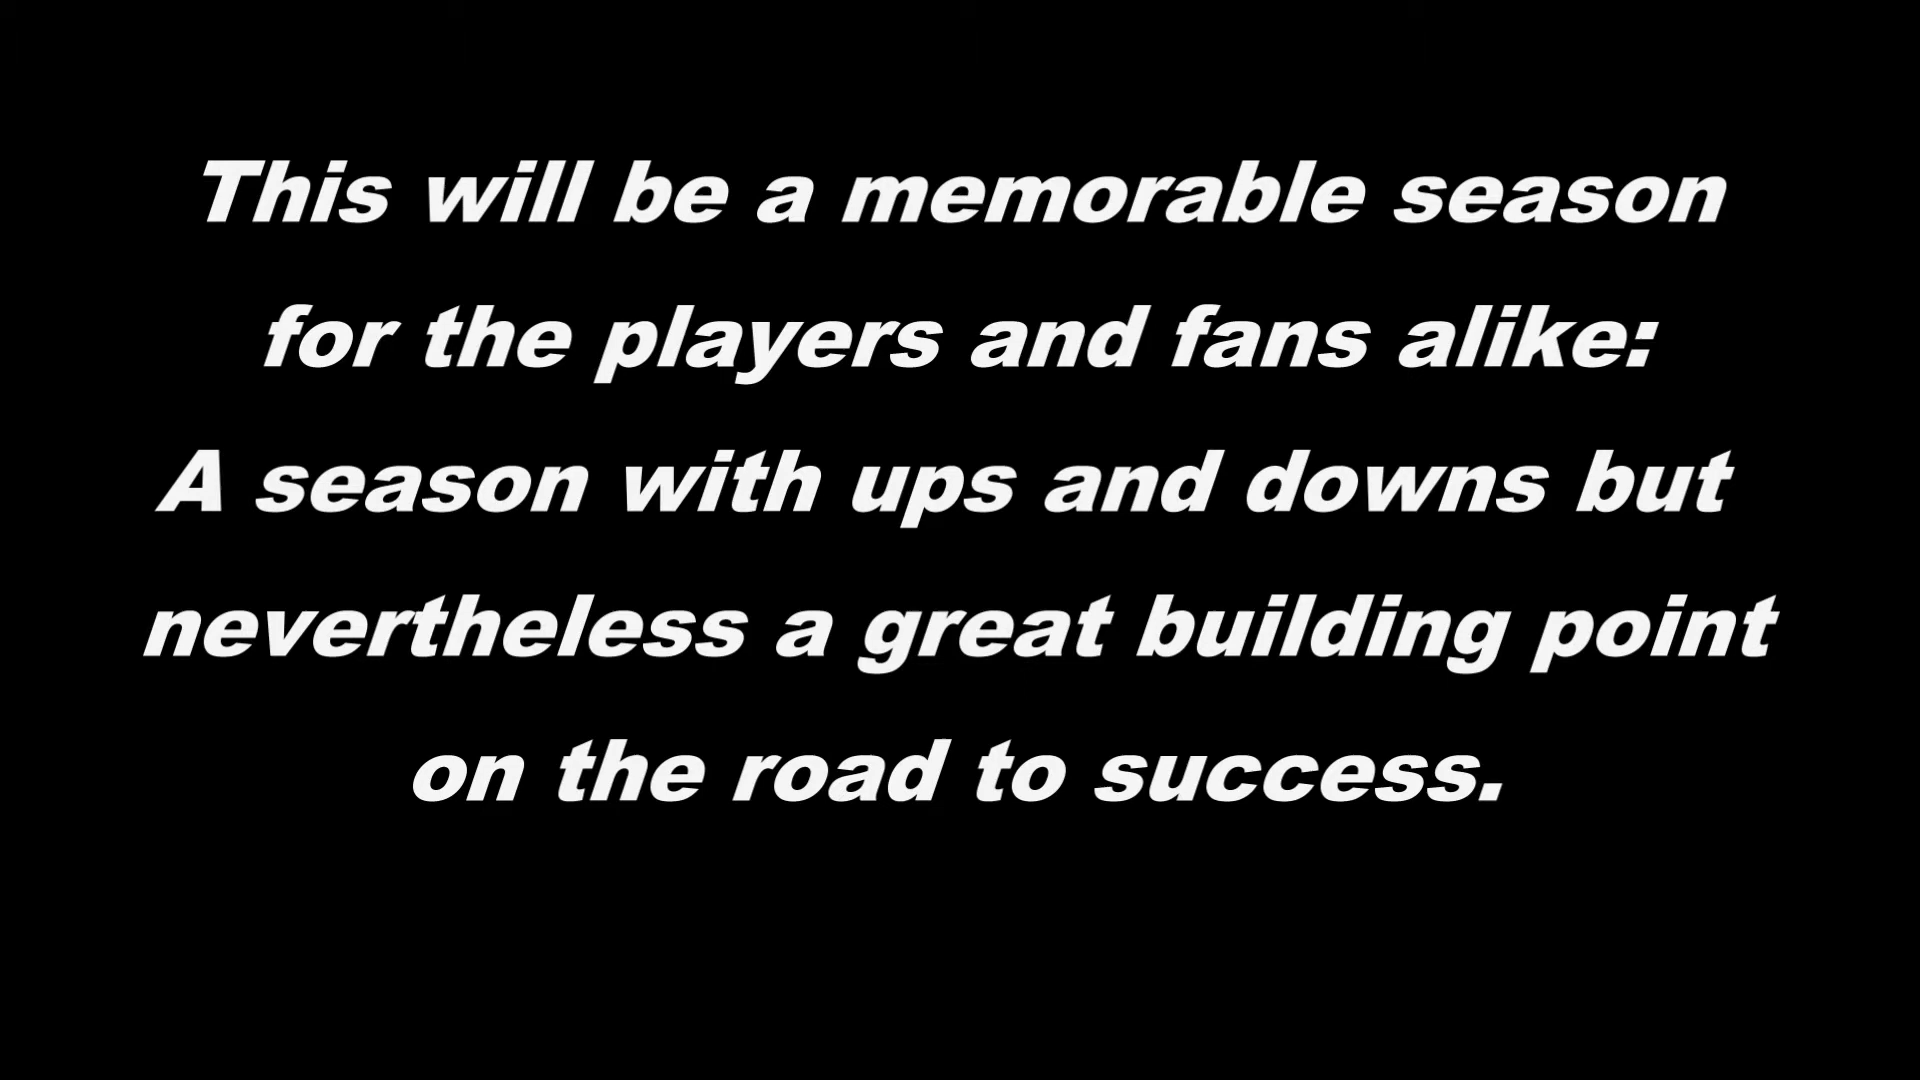 This will be a memorable season
for the players and fans alike:
A season with ups and downs but
nevertheless a great building point
on the road to success.